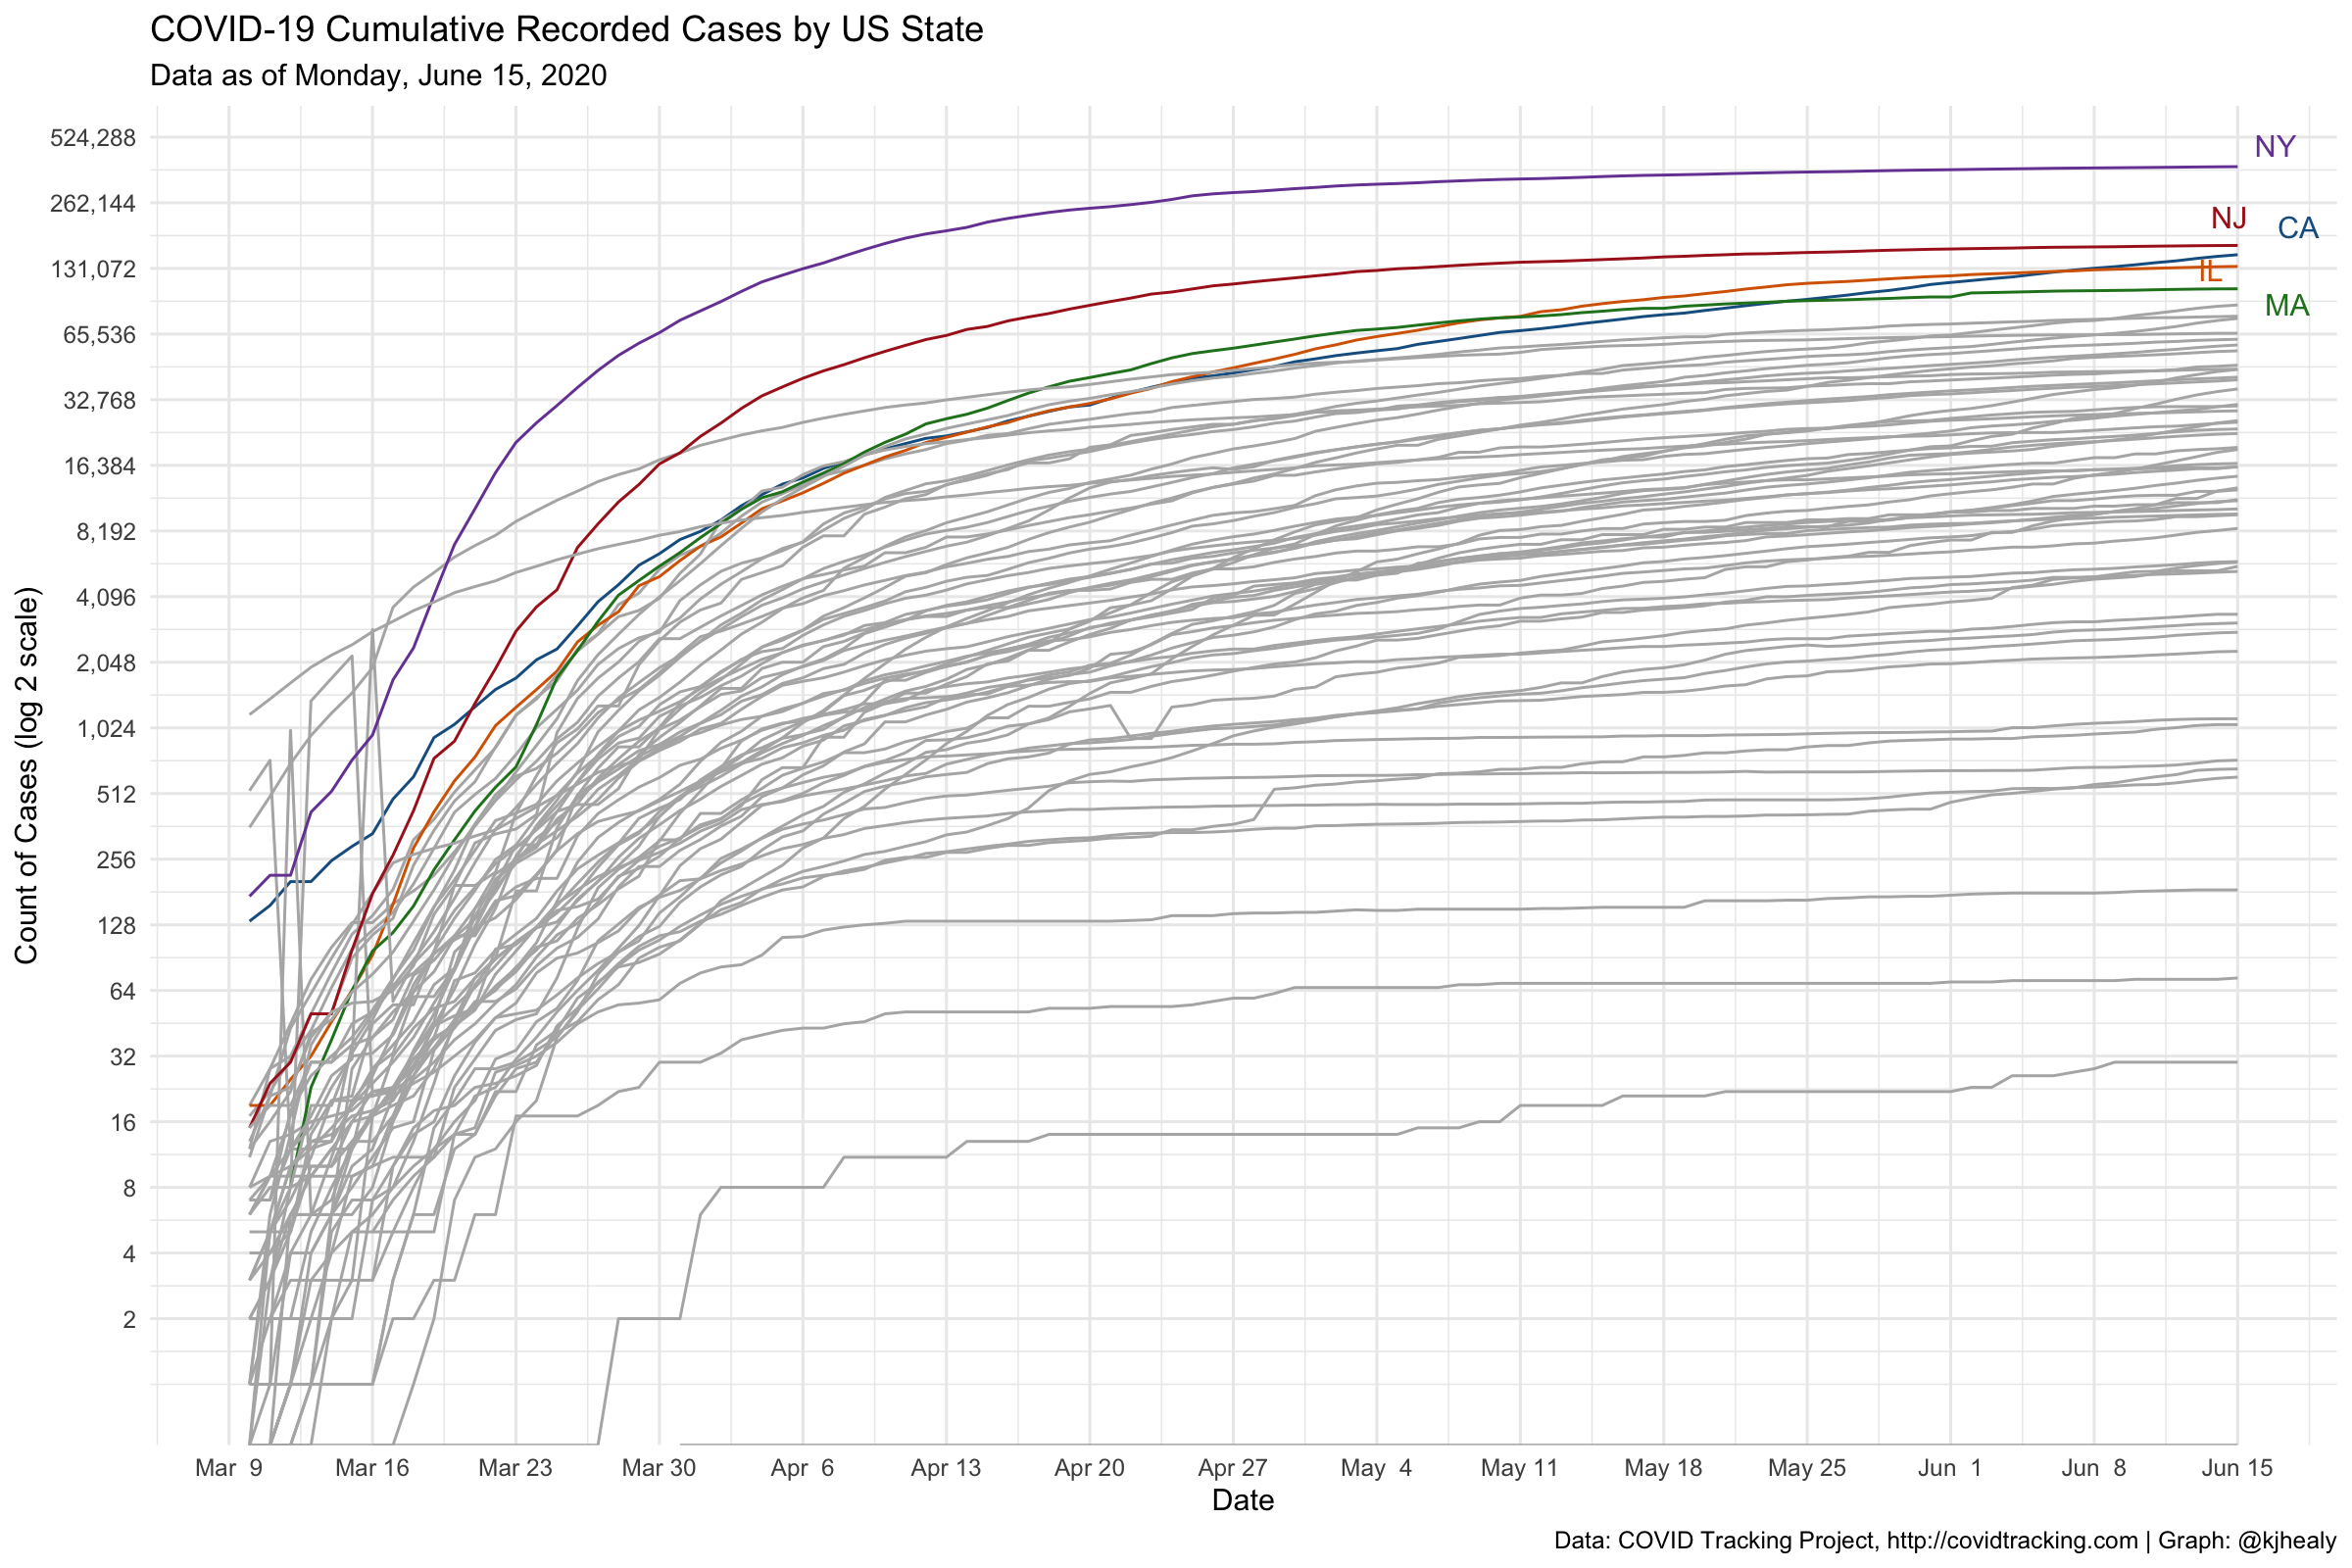 COVID-19 Cumulative Recorded Cases by US State
Data as of Monday, June 15, 2020
524,288
262,144
131,072
65,536
32,768
16,384
8,192
4,096
2,048
1,024
512
256
128
64
32
16
8
4
2
Count of Cases (log 2 scale)
NY
NJ
CA
IL
MA
Mar 9 Mar 16 Mar 23 Mar 30 Apr 6 Apr 13 Apr 20 Apr 27 May 4 May 11 May 18 May 25 Jun 1 Jun 8 Jun 15
Date
Data: COVID Tracking Project, http://covidtracking.com | Graph: @kjhealy